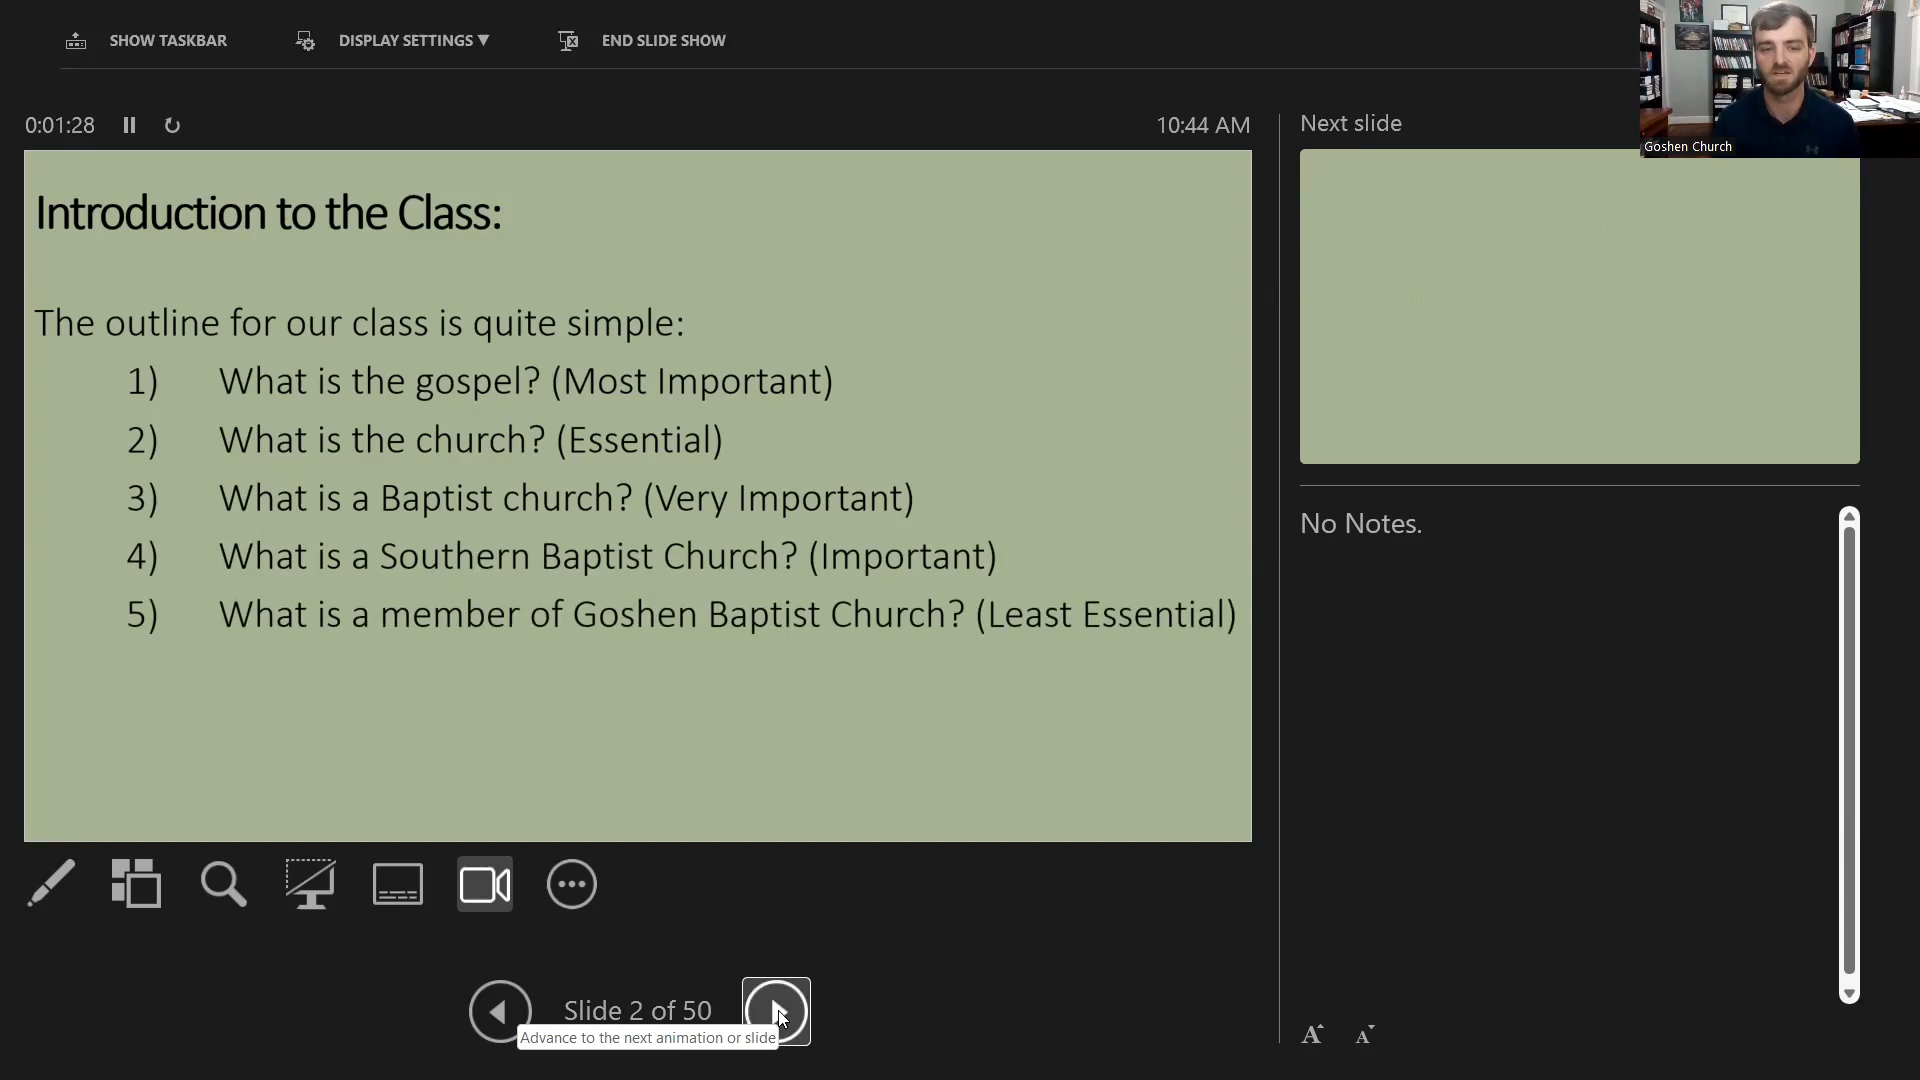 SHOW TASKBAR
DISPLAY SETTINGS ▼
END SLIDE SHOW
Goshen Church
0:01:28
10:44 AM
Next slide
Introduction to the Class:
The outline for our class is quite simple:
1) What is the gospel? (Most Important)
2) What is the church? (Essential)
3) What is a Baptist church? (Very Important)
4) What is a Southern Baptist Church? (Important)
5) What is a member of Goshen Baptist Church? (Least Essential)
No Notes.
Slide 2 of 50
Advance to the next animation or slide
A A